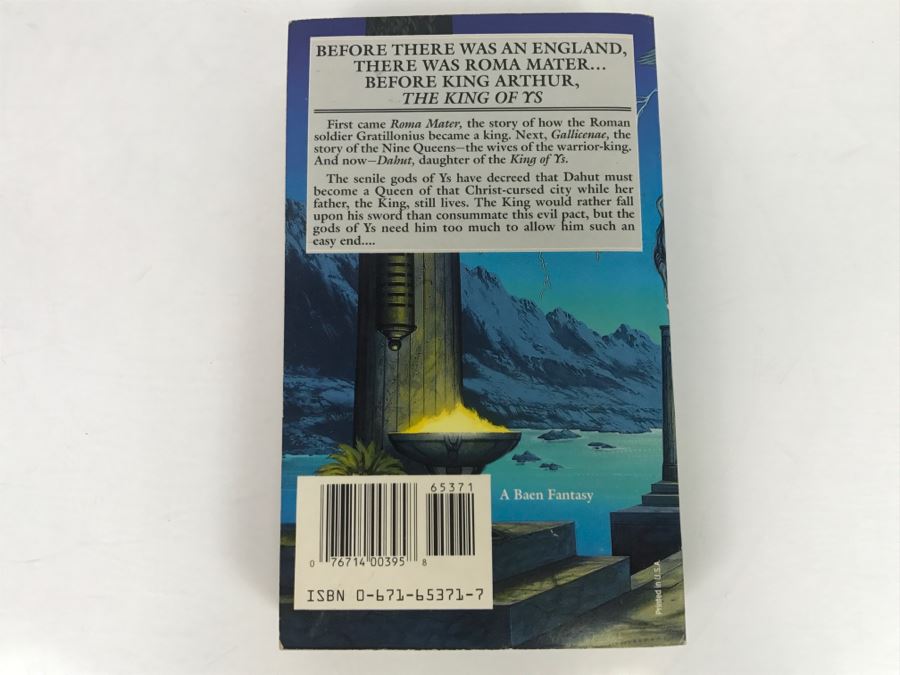 BEFORE THERE WAS AN ENGLAND,
THERE WAS ROMA MATER...
BEFORE KING ARTHUR,
THE KING OF YS
First came Roma Mater, the story of how the Roman
soldier Gratillonius became a king. Next, Gallicenae, the
story of the Nine Queens—the wives of the warrior-king.
And now—Dahut, daughter of the King of Ys.
The senile gods of Ys have decreed that Dahut must
become a Queen of that Christ-cursed city while her
father, the King, still lives. The King would rather fall
upon his sword than consummate this evil pact, but the
gods of Ys need him too much to allow him such an
easy end....
65371
A Baen Fantasy
0 76714 00395 8
ISBN 0-671-65371-7
Printed in U.S.A.